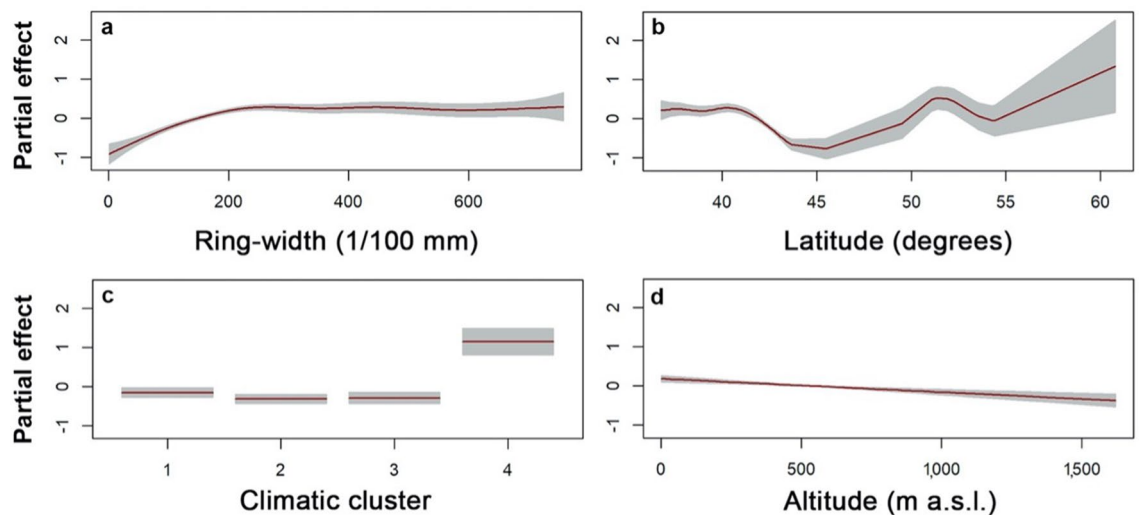 a
Partial effect
2
1
0
-1
0 200 400 600
Ring-width (1/100 mm)
b
2
1
0
-1
40 45 50 55 60
Latitude (degrees)
c
Partial effect
2
1
0
-1
1 2 3 4
Climatic cluster
d
2
1
0
-1
0 500 1,000 1,500
Altitude (m a.s.l.)